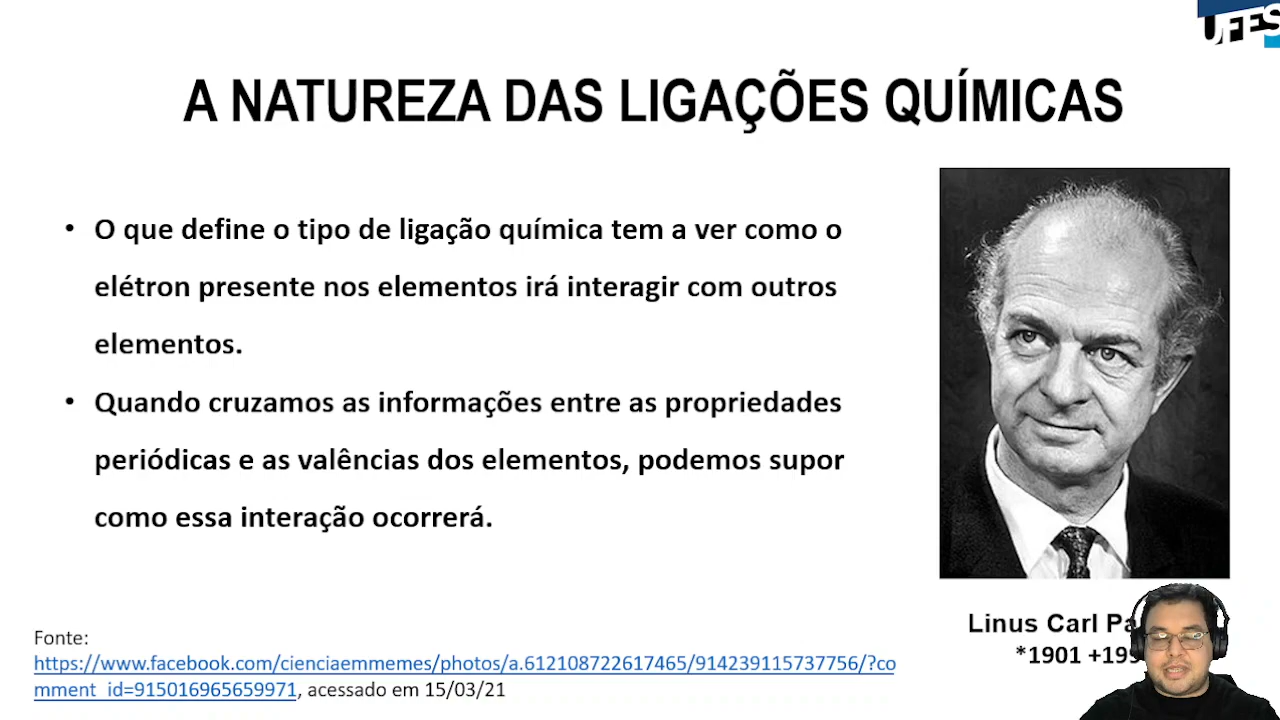 UFES
A NATUREZA DAS LIGAÇÕES QUÍMICAS
• O que define o tipo de ligação química tem a ver como o
elétron presente nos elementos irá interagir com outros
elementos.
• Quando cruzamos as informações entre as propriedades
periódicas e as valências dos elementos, podemos supor
como essa interação ocorrerá.
Linus Carl
*1901
Fonte:
https://www.facebook.com/cienciaemmemes/photos/a.612108722617465/914239115737756/?co
mment_id=915016965659971, acessado em 15/03/21